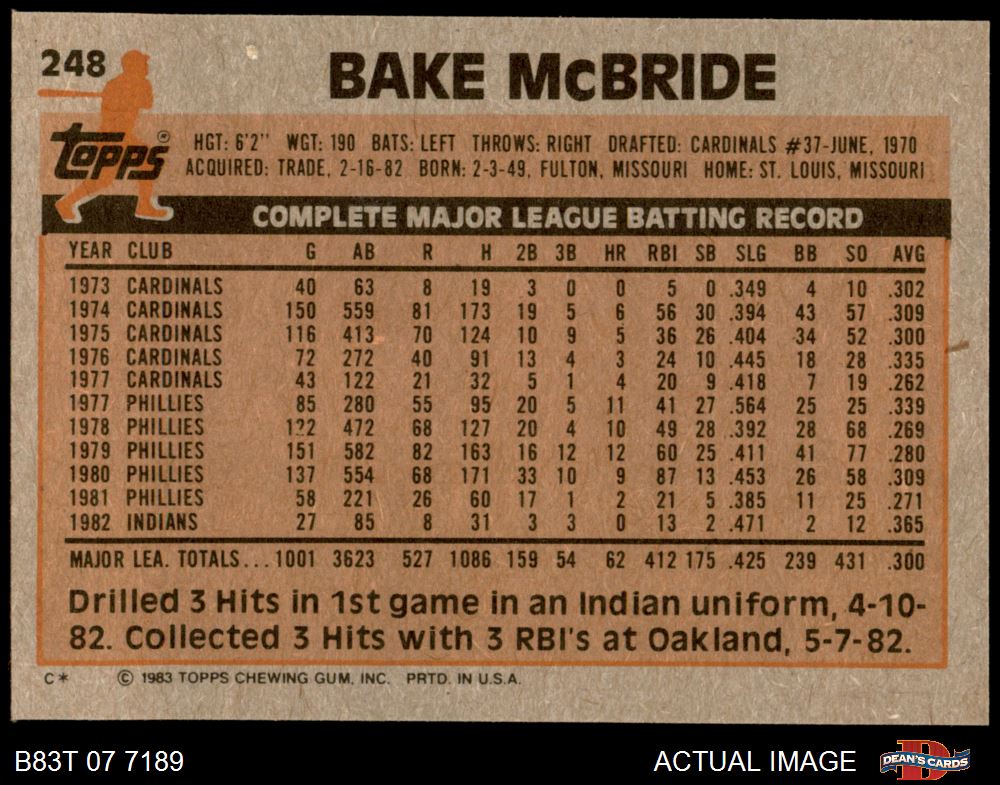 248
BAKE McBRIDE
Topps®
HGT: 6'2" WGT: 190 BATS: LEFT THROWS: RIGHT DRAFTED: CARDINALS #37-JUNE, 1970
ACQUIRED: TRADE, 2-16-82 BORN: 2-3-49, FULTON, MISSOURI HOME: ST. LOUIS, MISSOURI
COMPLETE MAJOR LEAGUE BATTING RECORD
YEAR CLUB G AB R H 2B 3B HR RBI SB SLG BB SO AVG
1973 CARDINALS 40 63 8 19 3 0 0 5 0 .349 4 10 .302
1974 CARDINALS 150 559 81 173 19 5 6 56 30 .394 43 57 .309
1975 CARDINALS 116 413 70 124 10 9 5 36 26 .404 34 52 .300
1976 CARDINALS 72 272 40 91 13 4 3 24 10 .445 18 28 .335
1977 CARDINALS 43 122 21 32 5 1 4 20 9 .418 7 19 .262
1977 PHILLIES 85 280 55 95 20 5 11 41 27 .564 25 25 .339
1978 PHILLIES 122 472 68 127 20 4 10 49 28 .392 28 68 .269
1979 PHILLIES 151 582 82 163 16 12 12 60 25 .411 41 77 .280
1980 PHILLIES 137 554 68 171 33 10 9 87 13 .453 26 58 .309
1981 PHILLIES 58 221 26 60 17 1 2 21 5 .385 11 25 .271
1982 INDIANS 27 85 8 31 3 3 0 13 2 .471 2 12 .365
MAJOR LEA. TOTALS... 1001 3623 527 1086 159 54 62 412 175 .425 239 431 .300
Drilled 3 Hits in 1st game in an Indian uniform, 4-10-
82. Collected 3 Hits with 3 RBI's at Oakland, 5-7-82.
C* © 1983 TOPPS CHEWING GUM, INC. PRTD. IN U.S.A.
B83T 07 7189 ACTUAL IMAGE D DEAN'S CARDS